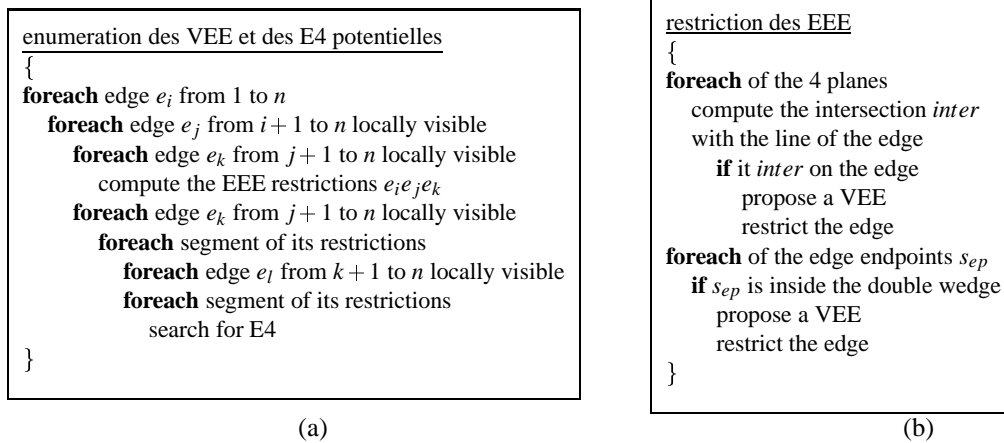 enumeration des VEE et des E4 potentielles
{
foreach edge e_i from 1 to n
foreach edge e_j from i + 1 to n locally visible
foreach edge e_k from j + 1 to n locally visible
compute the EEE restrictions e_i e_j e_k
foreach edge e_k from j + 1 to n locally visible
foreach segment of its restrictions
foreach edge e_l from k + 1 to n locally visible
foreach segment of its restrictions
search for E4
}
(a)
restriction des EEE
{
foreach of the 4 planes
compute the intersection inter
with the line of the edge
if it inter on the edge
propose a VEE
restrict the edge
foreach of the edge endpoints s_ep
if s_ep is inside the double wedge
propose a VEE
restrict the edge
}
(b)